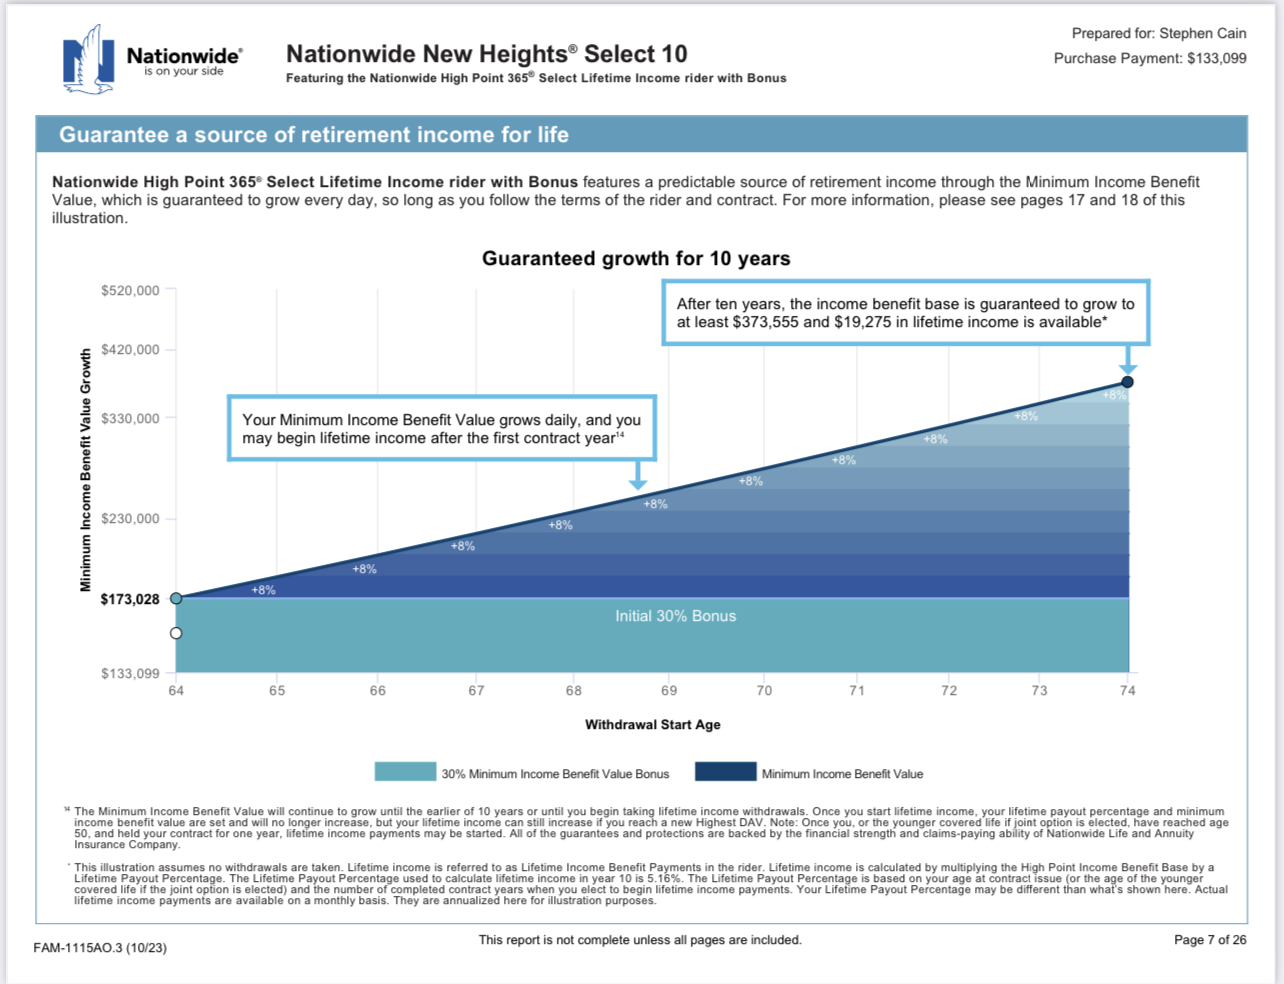 Nationwide®
is on your side
Nationwide New Heights® Select 10
Featuring the Nationwide High Point 365® Select Lifetime Income rider with Bonus
Prepared for: Stephen Cain
Purchase Payment: $133,099
Guarantee a source of retirement income for life
Nationwide High Point 365® Select Lifetime Income rider with Bonus features a predictable source of retirement income through the Minimum Income Benefit
Value, which is guaranteed to grow every day, so long as you follow the terms of the rider and contract. For more information, please see pages 17 and 18 of this
illustration.
Guaranteed growth for 10 years
After ten years, the income benefit base is guaranteed to grow to
at least $373,555 and $19,275 in lifetime income is available*
Your Minimum Income Benefit Value grows daily, and you
may begin lifetime income after the first contract year¹⁴
Minimum Income Benefit Value Growth
$520,000
$420,000
$330,000
$230,000
$173,028
$133,099
+8%
+8%
+8%
+8%
+8%
+8%
+8%
+8%
+8%
+8%
Initial 30% Bonus
64 65 66 67 68 69 70 71 72 73 74
Withdrawal Start Age
30% Minimum Income Benefit Value Bonus
Minimum Income Benefit Value
¹⁴ The Minimum Income Benefit Value will continue to grow until the earlier of 10 years or until you begin taking lifetime income withdrawals. Once you start lifetime income, your lifetime payout percentage and minimum
income benefit value are set and will no longer increase, but your lifetime income can still increase if you reach a new Highest DAV. Note: Once you, or the younger covered life if joint option is elected, have reached age
50, and held your contract for one year, lifetime income payments may be started. All of the guarantees and protections are backed by the financial strength and claims-paying ability of Nationwide Life and Annuity
Insurance Company.
* This illustration assumes no withdrawals are taken. Lifetime income is referred to as Lifetime Income Benefit Payments in the rider. Lifetime income is calculated by multiplying the High Point Income Benefit Base by a
Lifetime Payout Percentage. The Lifetime Payout Percentage used to calculate lifetime income in year 10 is 5.16%. The Lifetime Payout Percentage is based on your age at contract issue (or the age of the younger
covered life if the joint option is elected) and the number of completed contract years when you elect to begin lifetime income payments. Your Lifetime Payout Percentage may be different than what's shown here. Actual
lifetime income payments are available on a monthly basis. They are annualized here for illustration purposes.
FAM-1115AO.3 (10/23)
This report is not complete unless all pages are included.
Page 7 of 26